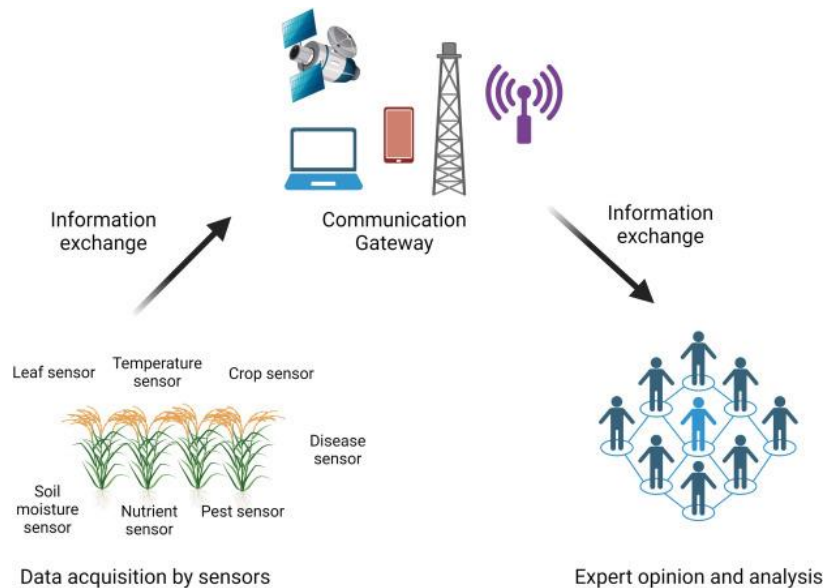 Information
exchange
Communication
Gateway
Information
exchange
Leaf sensor
Temperature
sensor
Crop sensor
Disease
sensor
Soil
moisture
sensor
Nutrient
sensor
Pest sensor
Data acquisition by sensors
Expert opinion and analysis